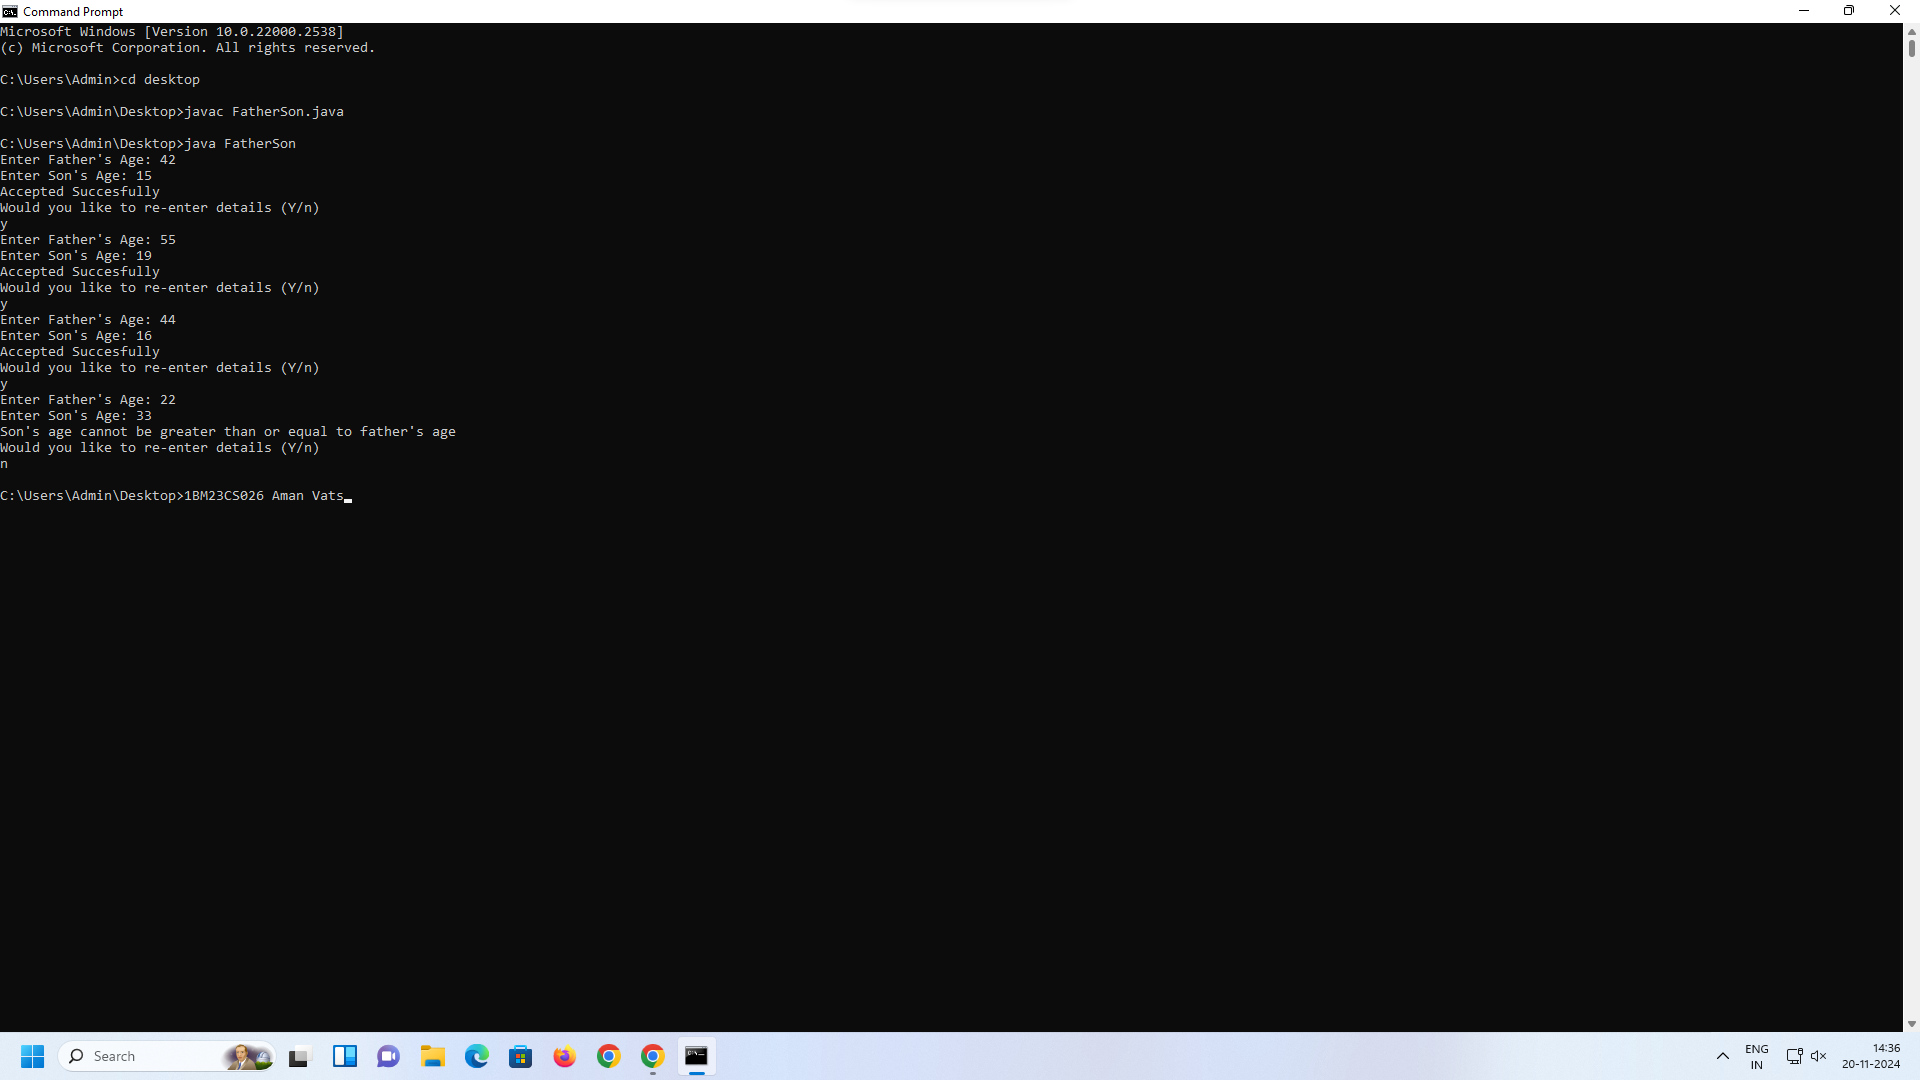 Command Prompt
Microsoft Windows [Version 10.0.22000.2538]
(c) Microsoft Corporation. All rights reserved.
C:\Users\Admin>cd desktop
C:\Users\Admin\Desktop>javac FatherSon.java
C:\Users\Admin\Desktop>java FatherSon
Enter Father's Age: 42
Enter Son's Age: 15
Accepted Succesfully
Would you like to re-enter details (Y/n)
y
Enter Father's Age: 55
Enter Son's Age: 19
Accepted Succesfully
Would you like to re-enter details (Y/n)
y
Enter Father's Age: 44
Enter Son's Age: 16
Accepted Succesfully
Would you like to re-enter details (Y/n)
y
Enter Father's Age: 22
Enter Son's Age: 33
Son's age cannot be greater than or equal to father's age
Would you like to re-enter details (Y/n)
n
C:\Users\Admin\Desktop>1BM23CS026 Aman Vats
Search
ENG
IN
14:36
20-11-2024